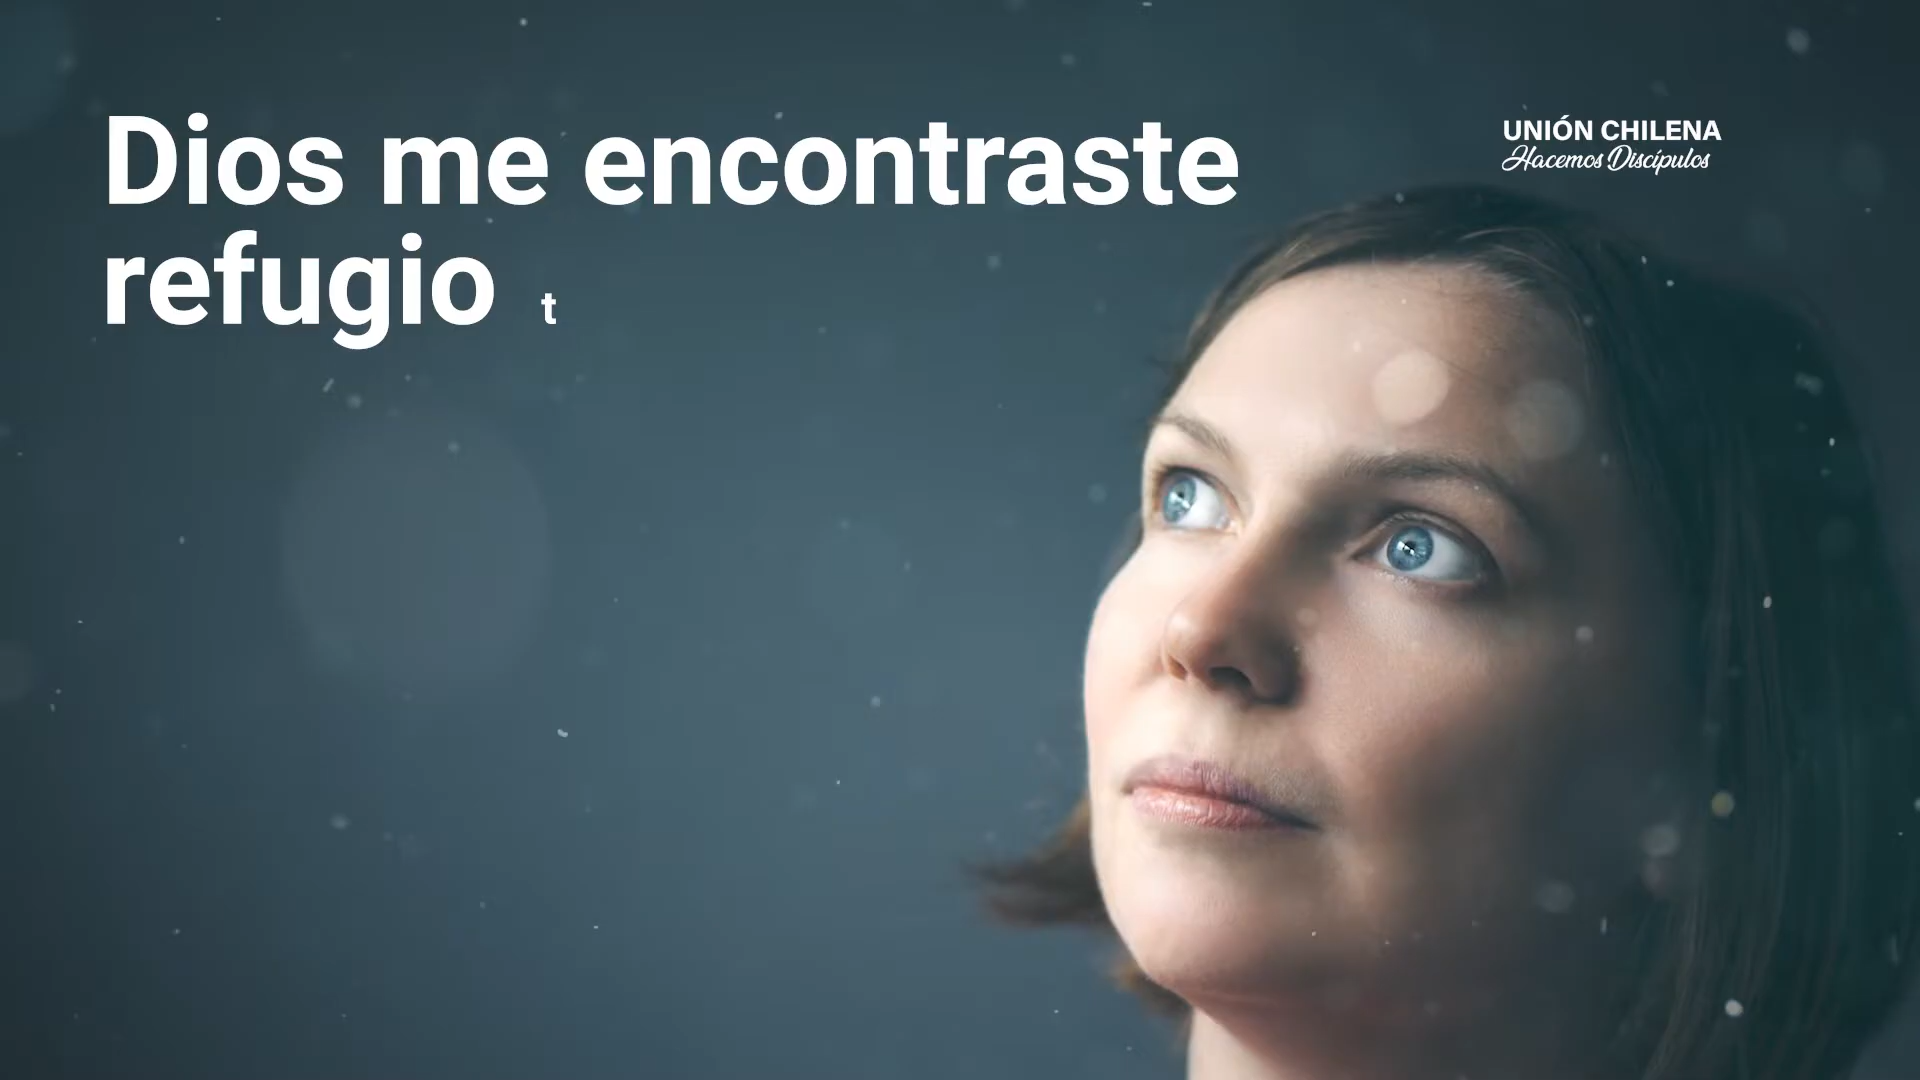 Dios me encontraste
refugio t
UNIÓN CHILENA
Hacemos Discípulos